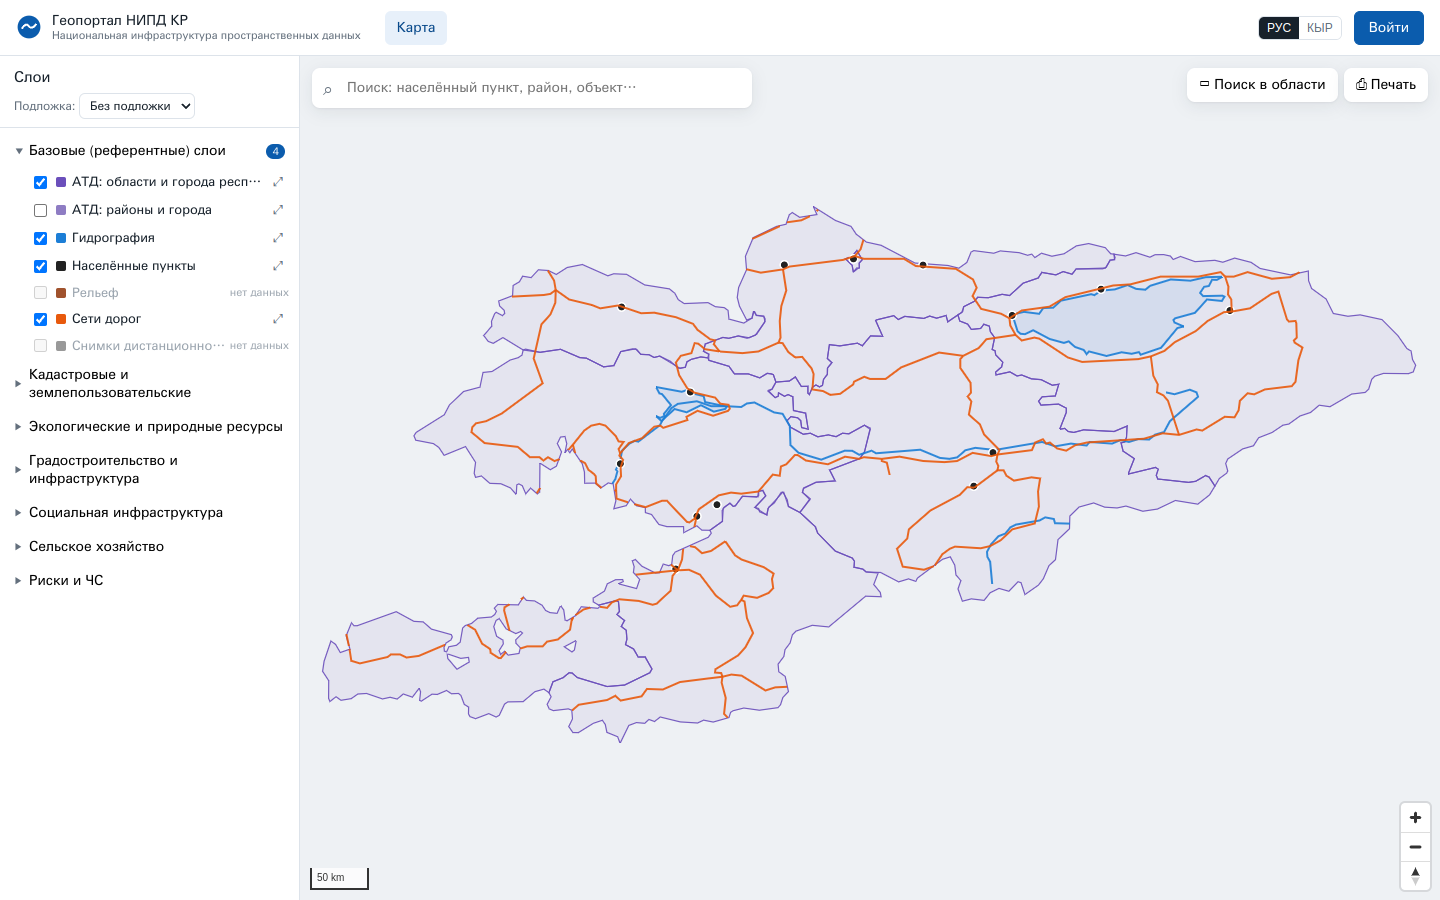 Геопортал НИПД КР
Национальная инфраструктура пространственных данных
Карта
РУС КЫР
Войти
Слои
Подложка: Без подложки
Базовые (референтные) слои 4
АТД: области и города респ⋯
АТД: районы и города
Гидрография
Населённые пункты
Рельеф нет данных
Сети дорог
Снимки дистанционно⋯ нет данных
Кадастровые и
землепользовательские
Экологические и природные ресурсы
Градостроительство и
инфраструктура
Социальная инфраструктура
Сельское хозяйство
Риски и ЧС
Поиск: населённый пункт, район, объект⋯
Поиск в области
Печать
50 km